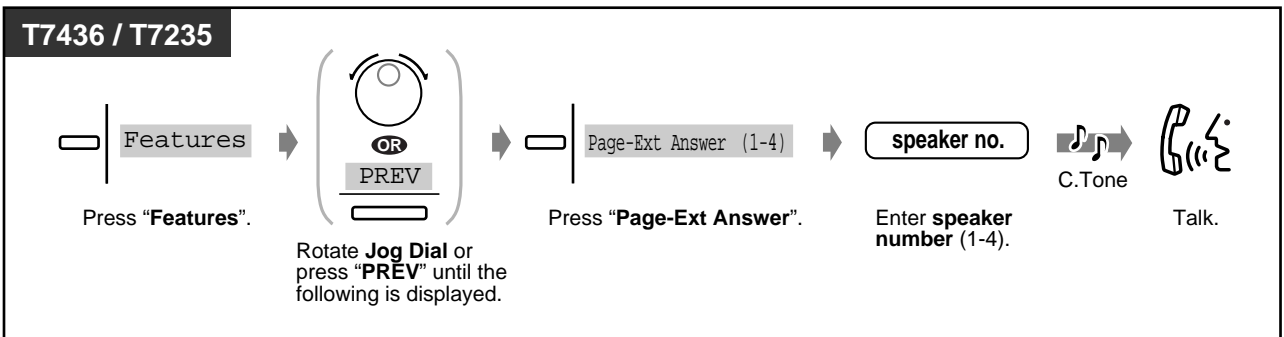 T7436 / T7235
Features
OR
PREV
Page-Ext Answer (1-4)
speaker no.
C.Tone
Press “Features”.
Rotate Jog Dial or
press “PREV” until the
following is displayed.
Press “Page-Ext Answer”.
Enter speaker
number (1-4).
Talk.